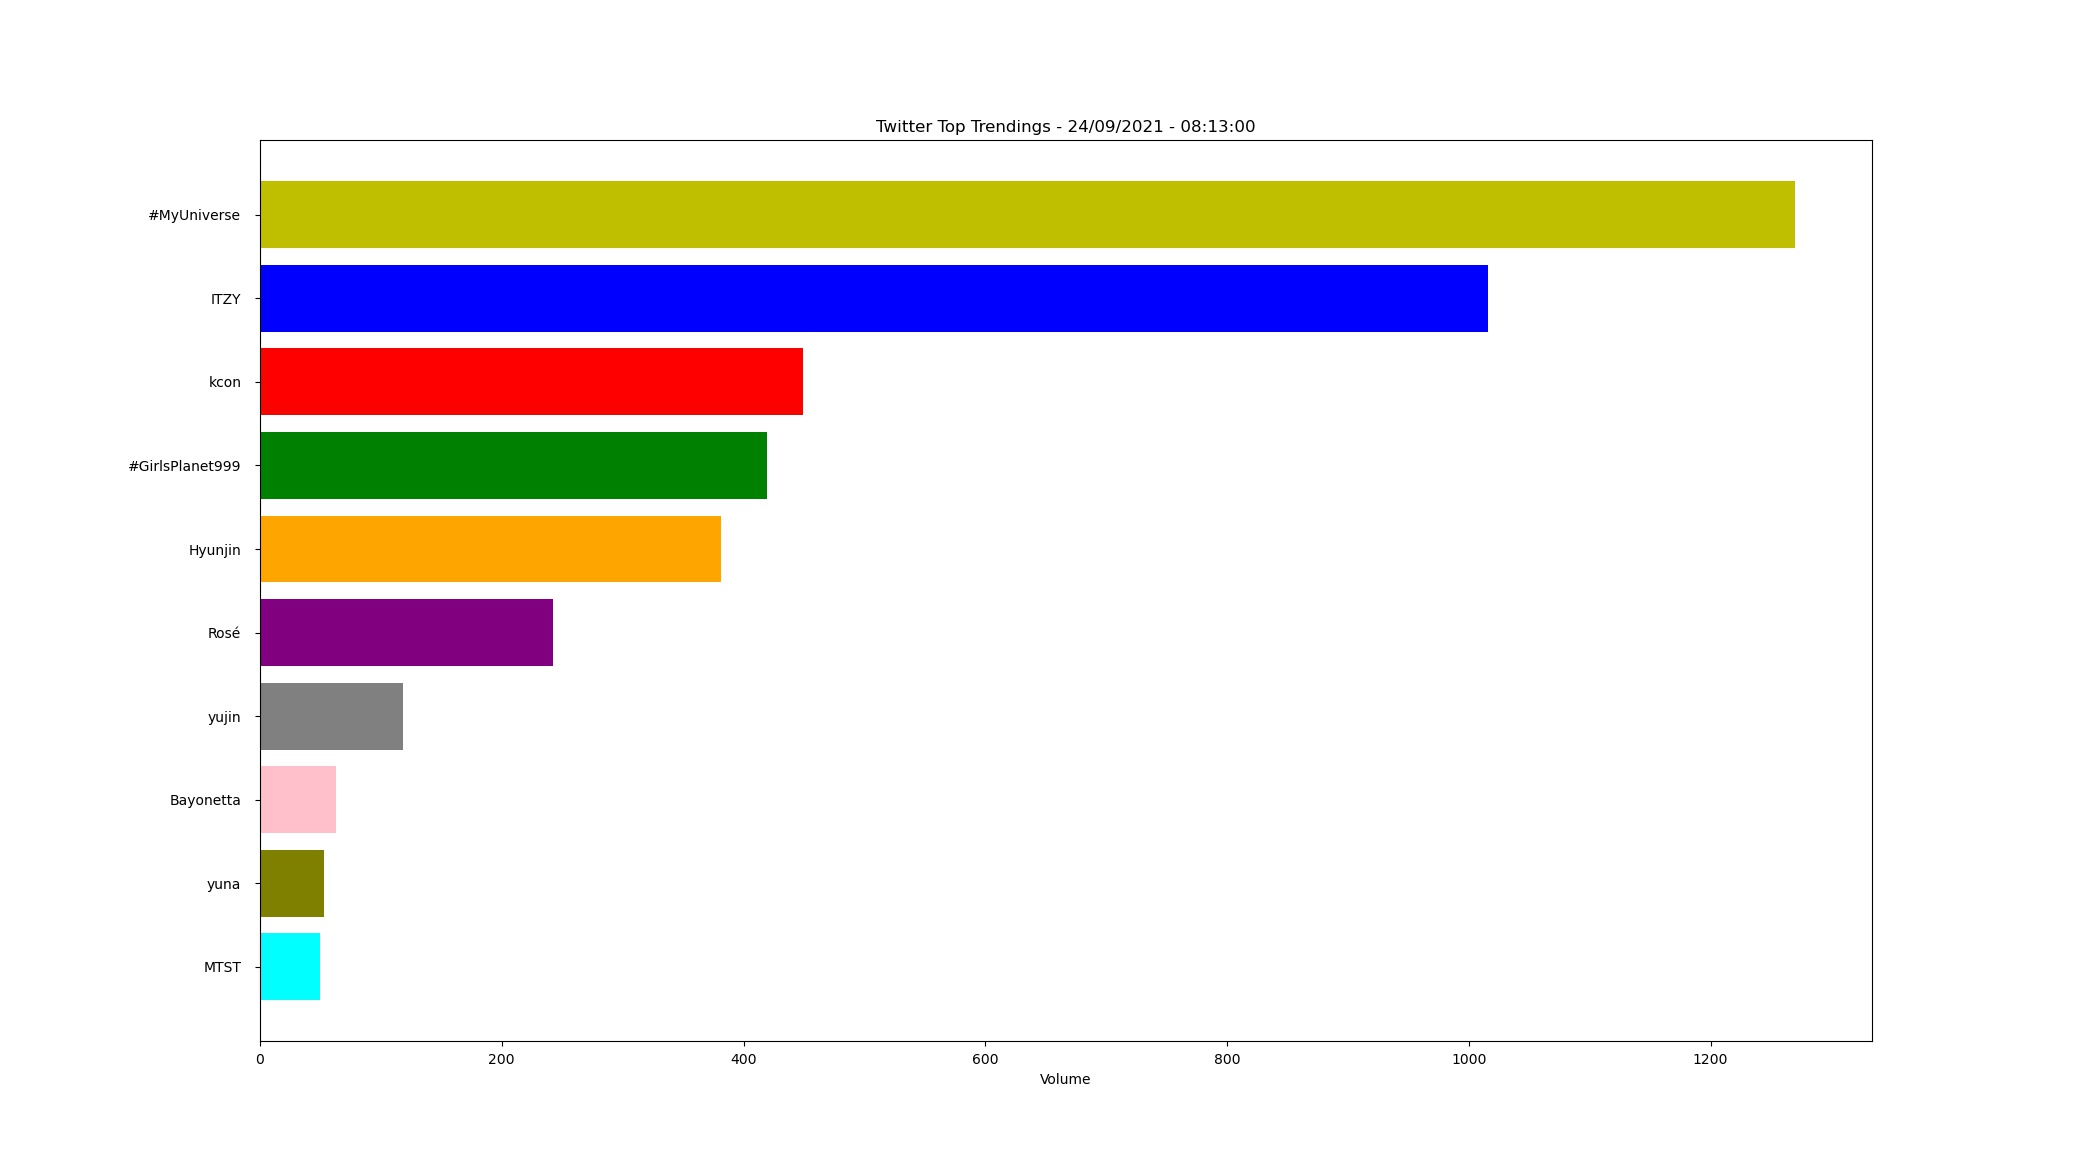 Twitter Top Trendings - 24/09/2021 - 08:13:00
#MyUniverse
ITZY
kcon
#GirlsPlanet999
Hyunjin
Rosé
yujin
Bayonetta
yuna
MTST
0 200 400 600 800 1000 1200
Volume